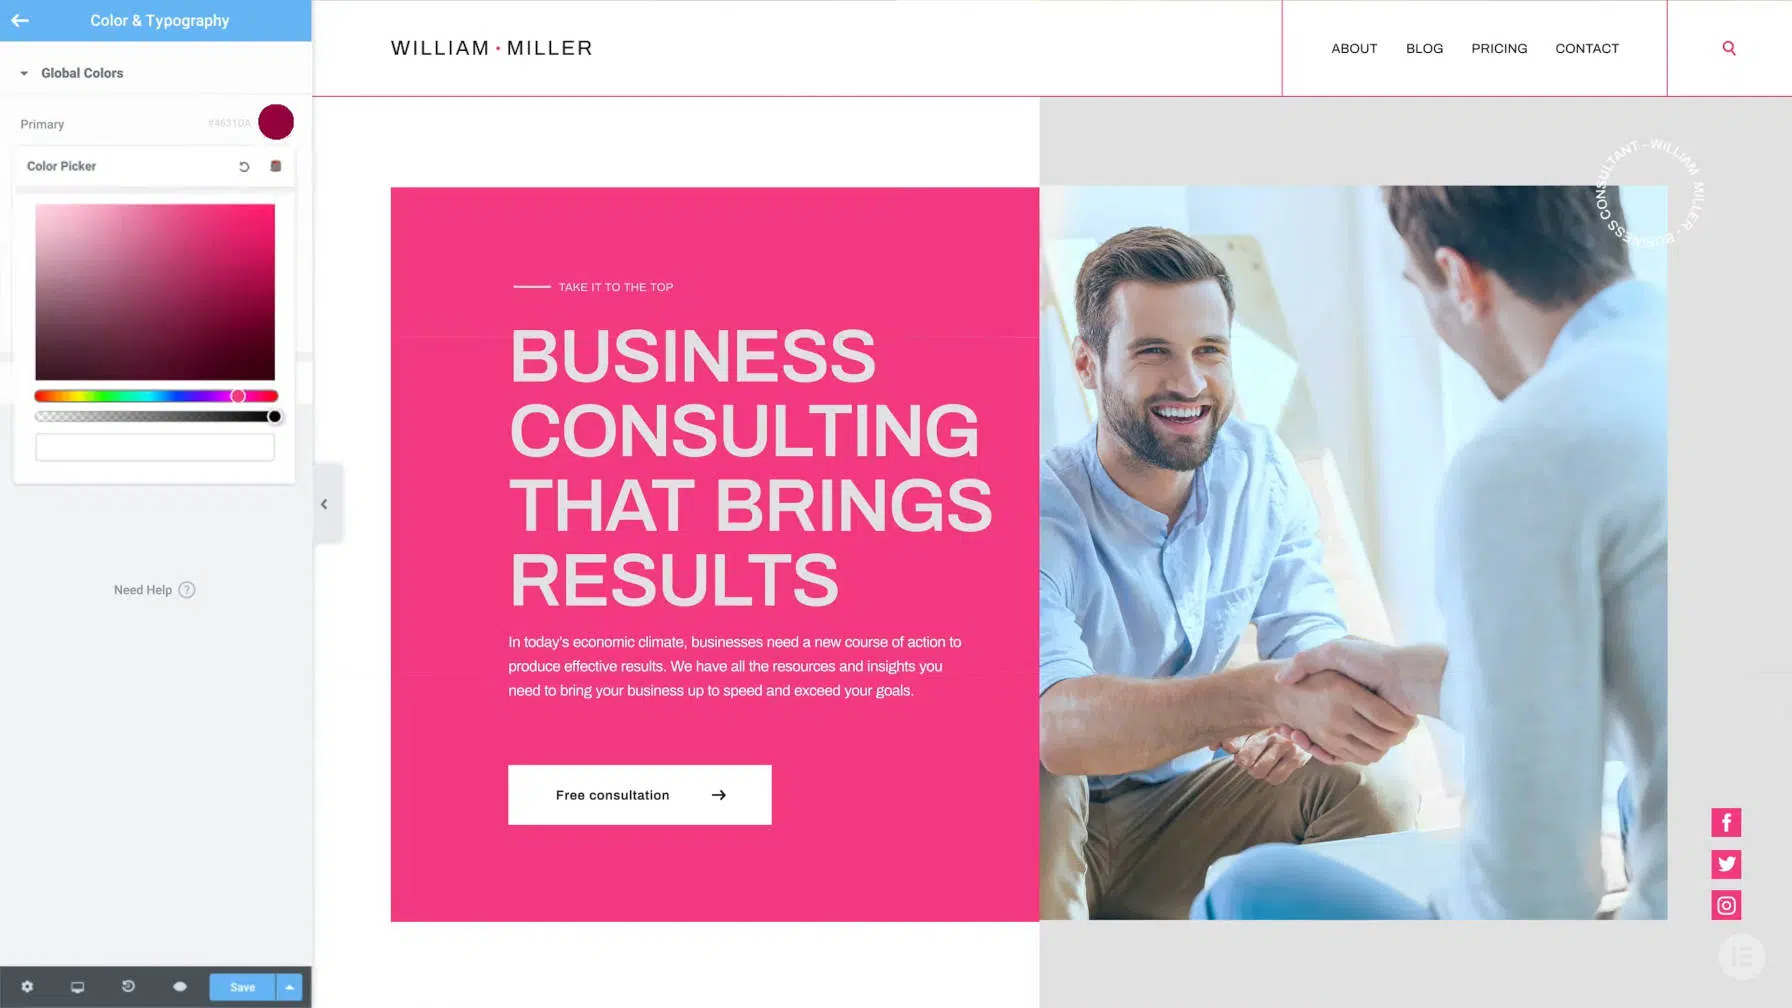 Color & Typography
Global Colors
Primary
#46310A
Color Picker
Need Help ?
Save
WILLIAM · MILLER
ABOUT
BLOG
PRICING
CONTACT
TAKE IT TO THE TOP
BUSINESS
CONSULTING
THAT BRINGS
RESULTS
In today's economic climate, businesses need a new course of action to
produce effective results. We have all the resources and insights you
need to bring your business up to speed and exceed your goals.
Free consultation
WILLIAM MILLER - BUSINESS CONSULTANT -